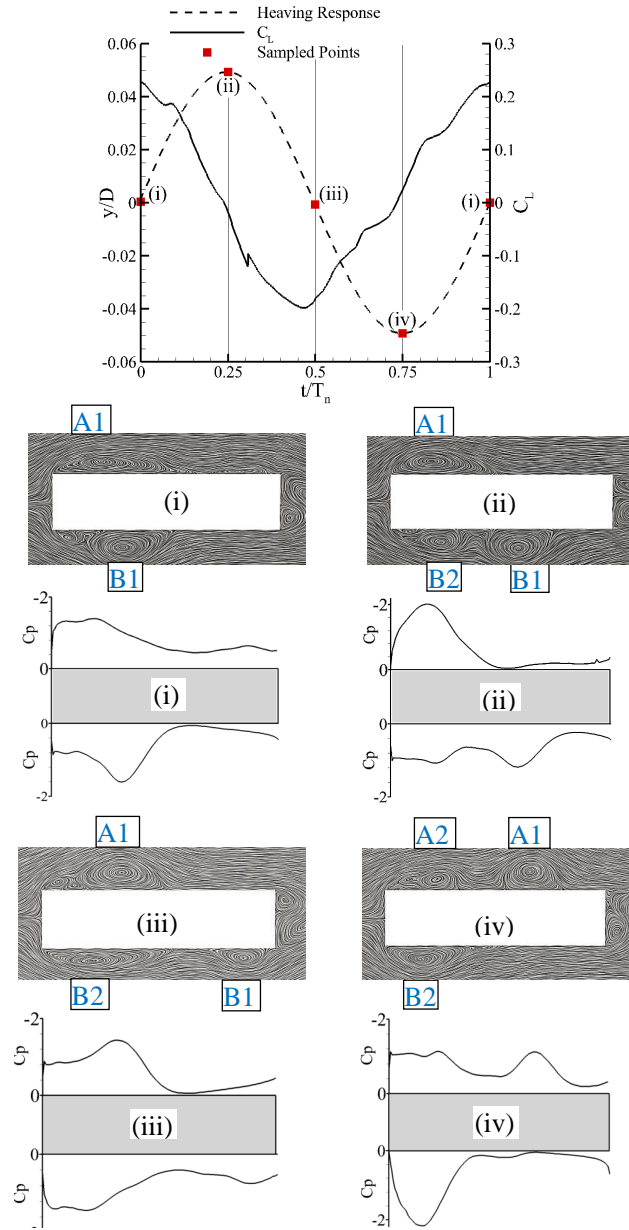 Heaving Response
C_L
Sampled Points
0.06 0.3
0.04 0.2
0.02 0.1
0 0
-0.02 -0.1
-0.04 -0.2
-0.06 -0.3
y/D
C_L
(i) (ii) (iii) (iv) (i)
0 0.25 0.5 0.75 1
t/T_n
A1 A1
(i) (ii)
B1 B2 B1
-2 -2
Cp Cp
0 0
(i) (ii)
0 0
Cp Cp
-2 -2
A1 A2 A1
(iii) (iv)
B2 B1 B2
-2 -2
Cp Cp
0 0
(iii) (iv)
0 0
Cp Cp
-2